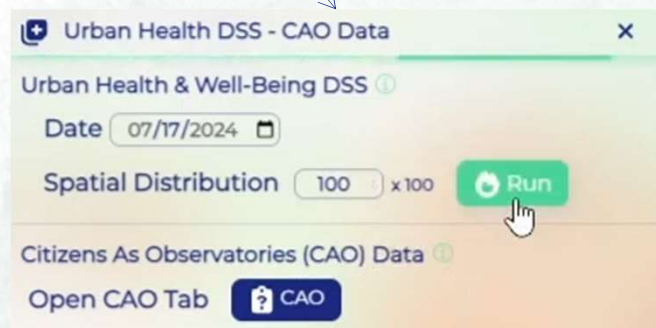 Urban Health DSS - CAO Data
Urban Health & Well-Being DSS
Date 07/17/2024
Spatial Distribution 100 x 100 Run
Citizens As Observatories (CAO) Data
Open CAO Tab CAO